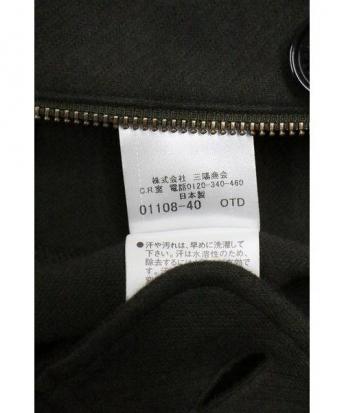 株式会社 三陽商会
C.R室 電話0120-340-460
日本製
01108-40 OTD
●汗や汚れは、早めに洗濯して
下さい。汗は水溶性のため、
除去するには